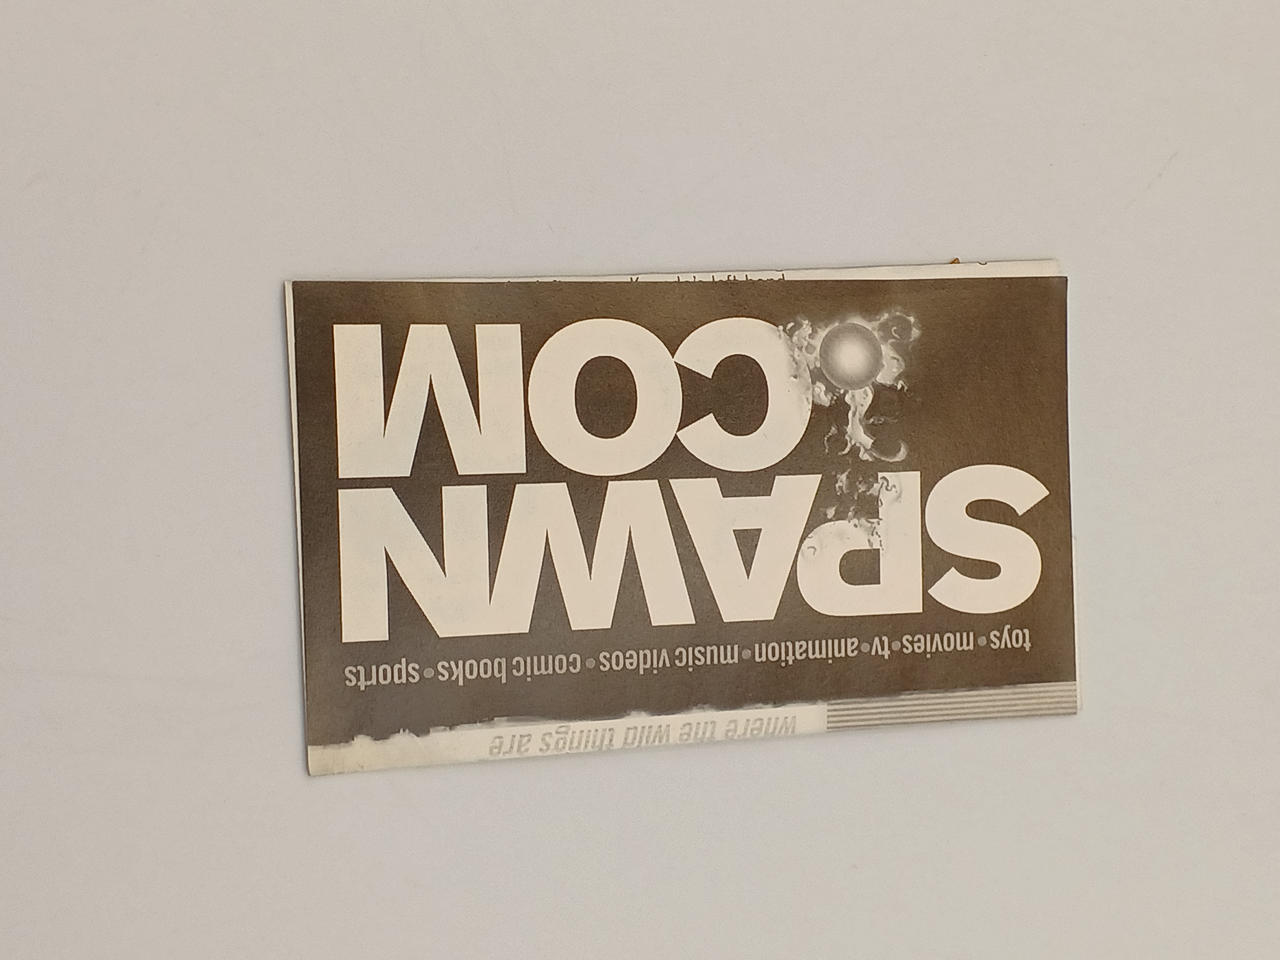 where the wild things are
toys•movies•tv•animation•music videos•comic books•sports
SPAWN
.COM